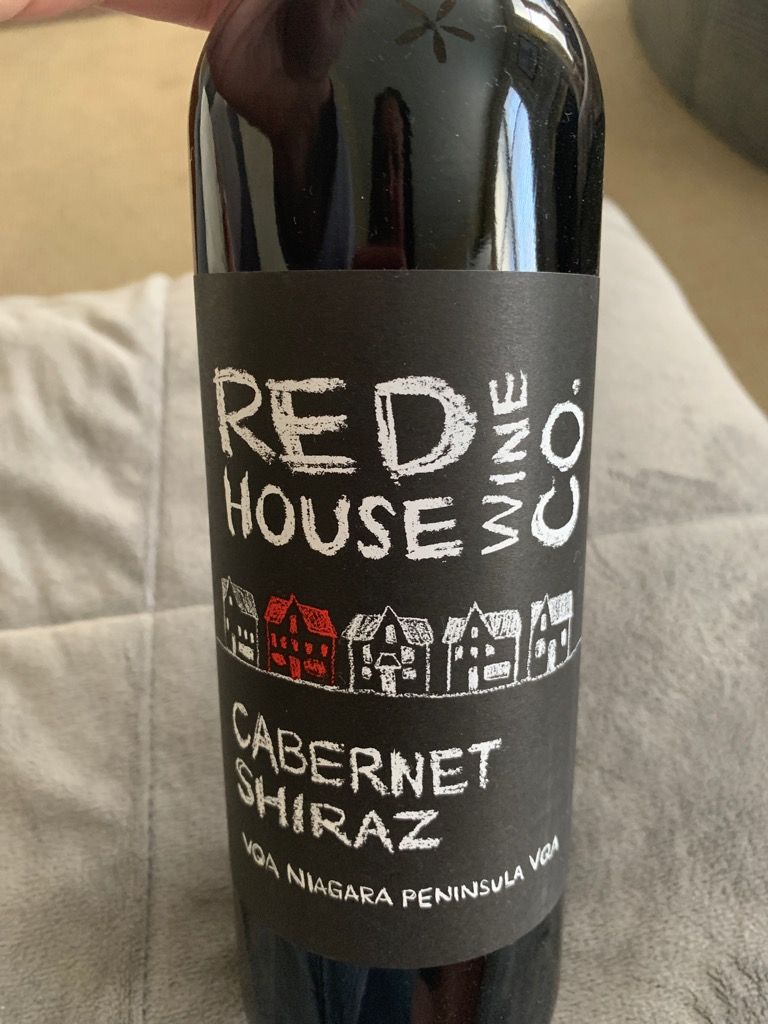 RED
HOUSE
WINE
CO.
CABERNET
SHIRAZ
VQA NIAGARA PENINSULA VQA